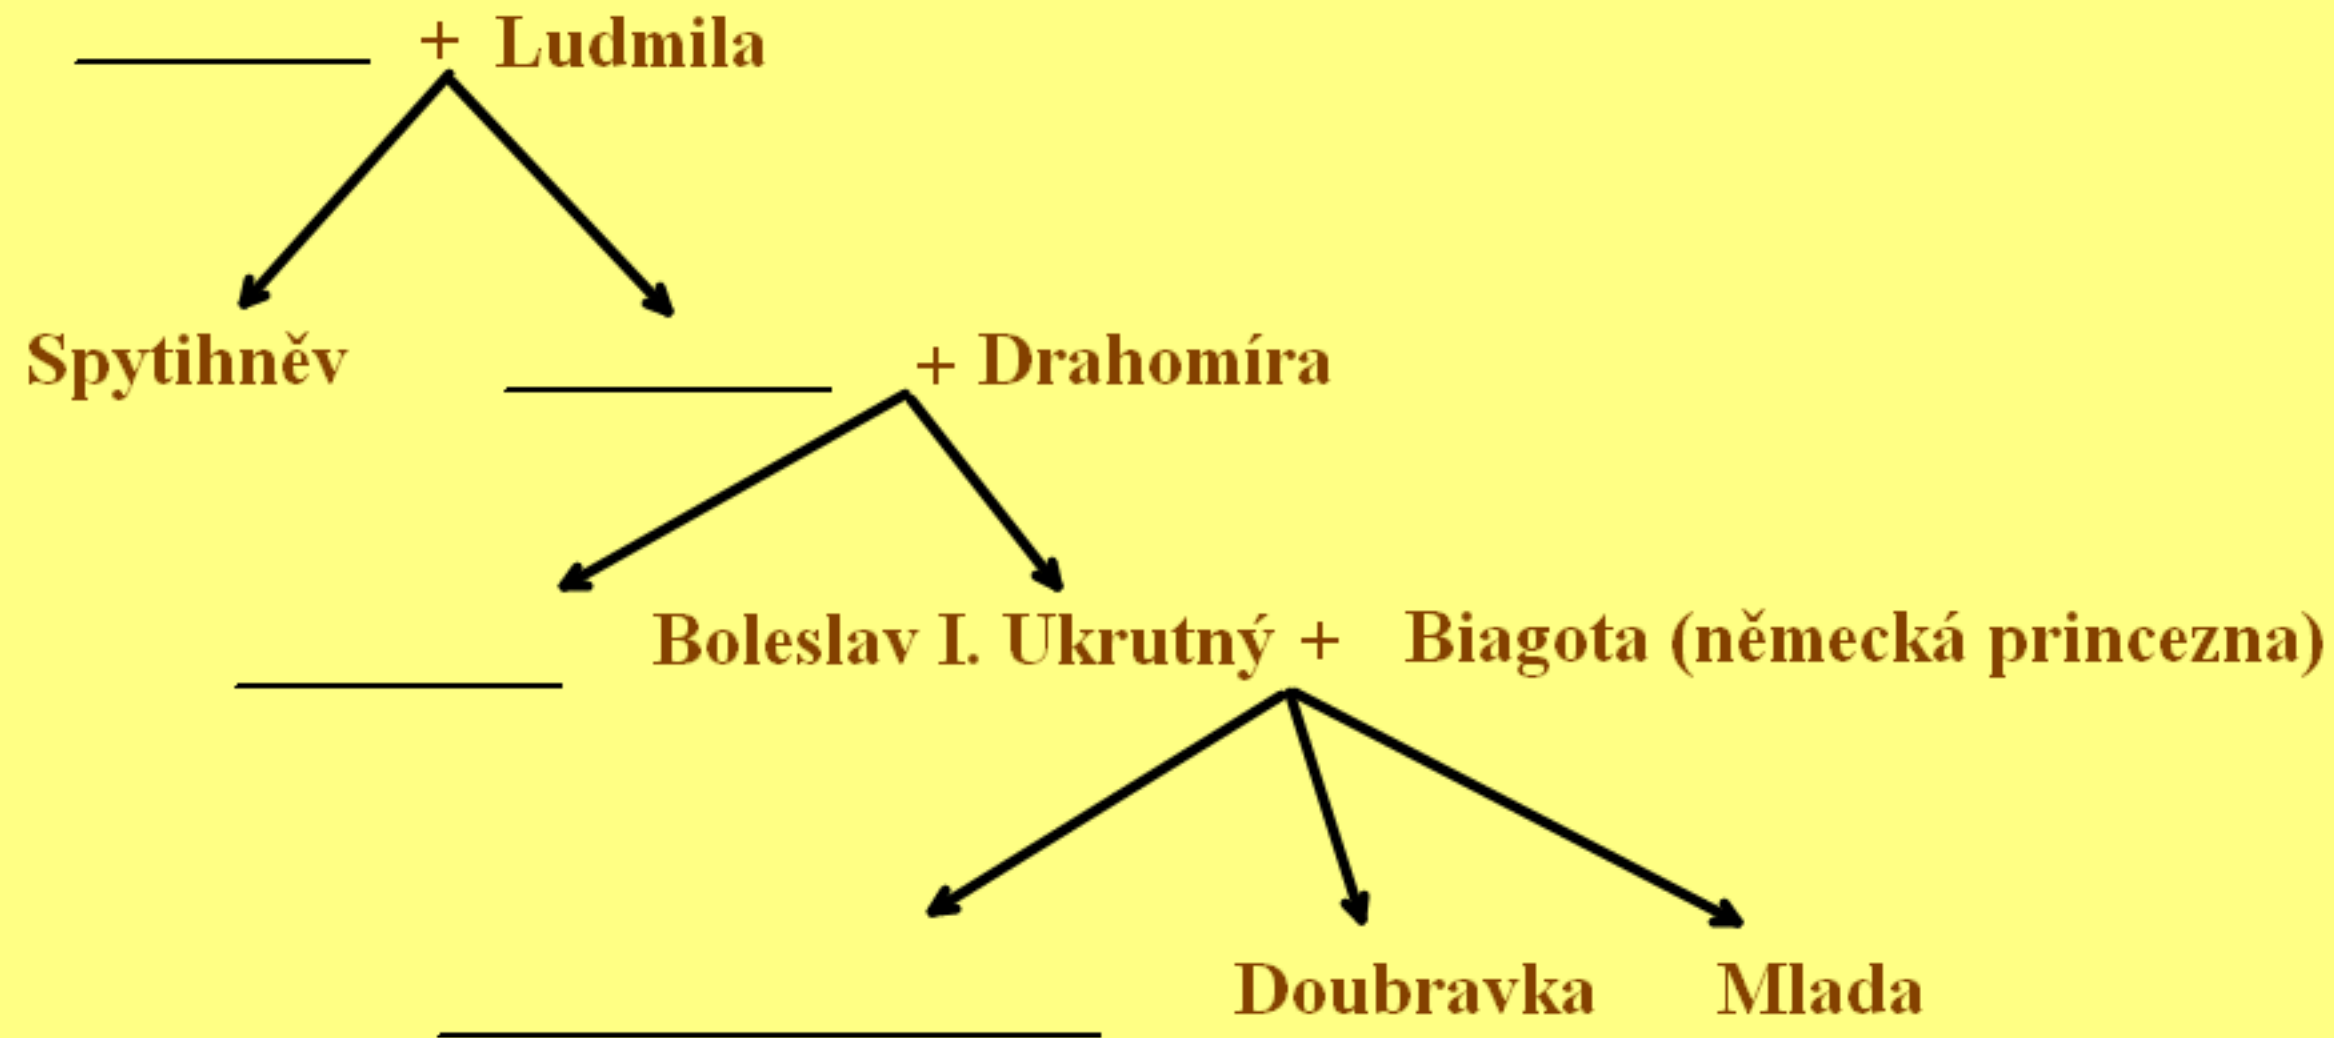 + Ludmila
Spytihněv
+ Drahomíra
Boleslav I. Ukrutný + Biagota (německá princezna)
Doubravka Mlada